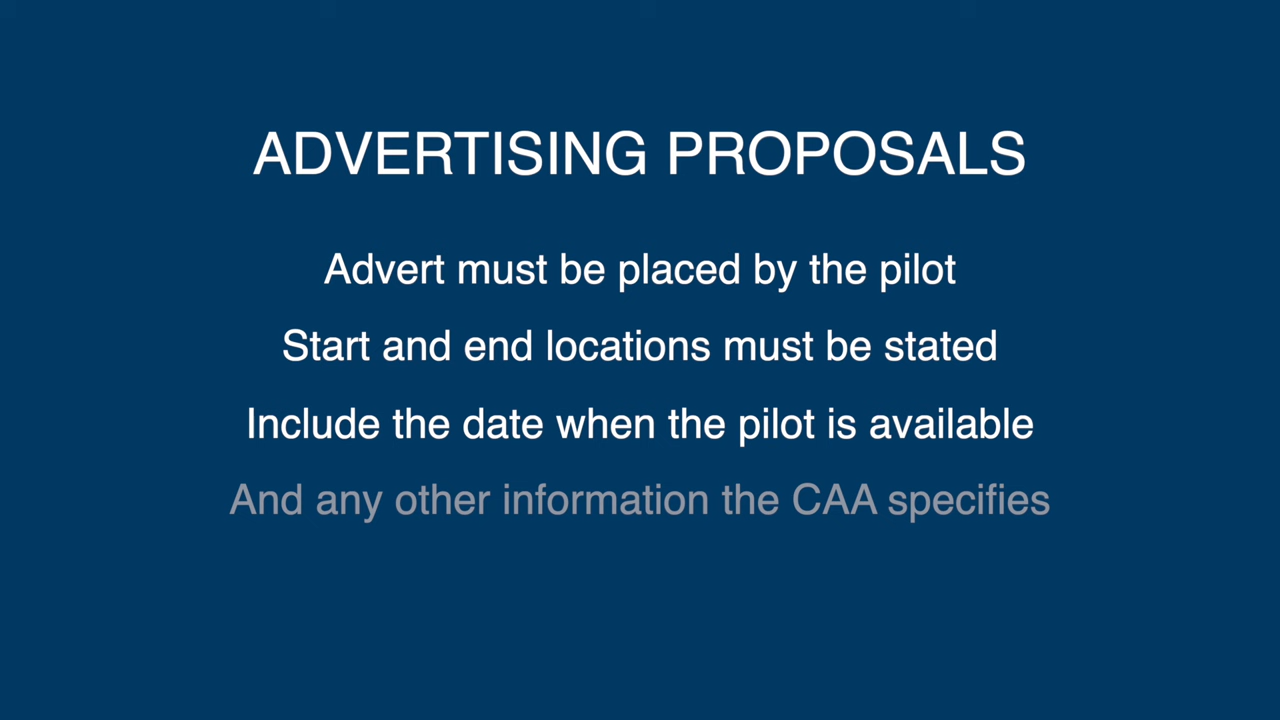 ADVERTISING PROPOSALS
Advert must be placed by the pilot
Start and end locations must be stated
Include the date when the pilot is available
And any other information the CAA specifies